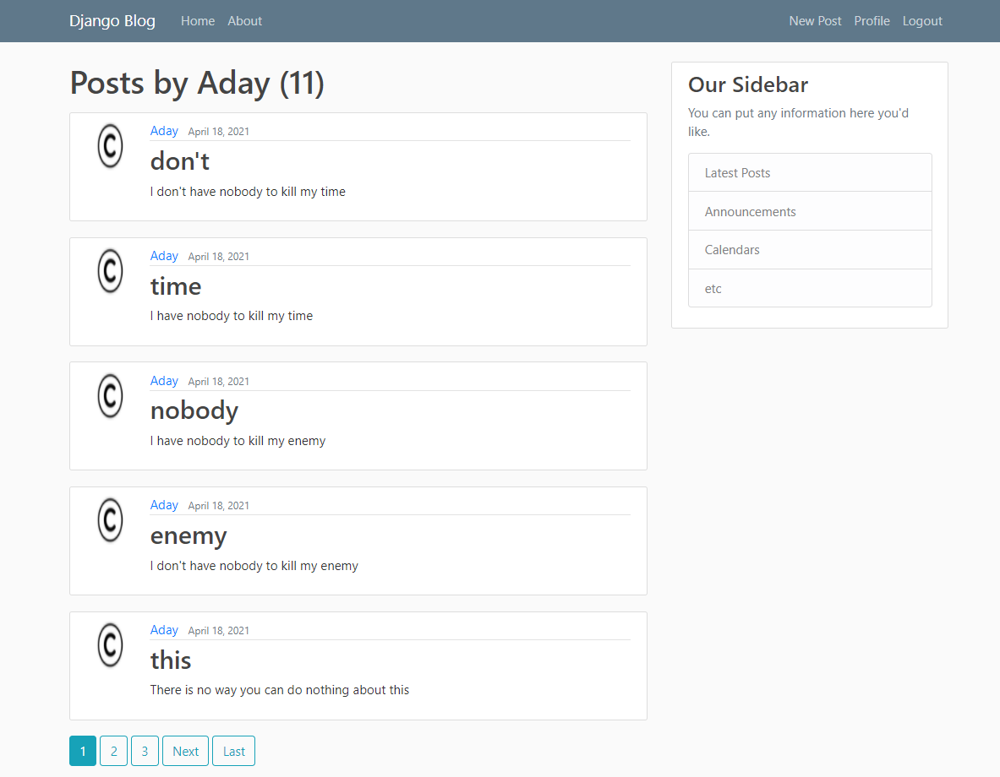 Django Blog Home About New Post Profile Logout
Posts by Aday (11)
©
Aday April 18, 2021
don't
I don't have nobody to kill my time
©
Aday April 18, 2021
time
I have nobody to kill my time
©
Aday April 18, 2021
nobody
I have nobody to kill my enemy
©
Aday April 18, 2021
enemy
I don't have nobody to kill my enemy
©
Aday April 18, 2021
this
There is no way you can do nothing about this
1 2 3 Next Last
Our Sidebar
You can put any information here you'd
like.
Latest Posts
Announcements
Calendars
etc